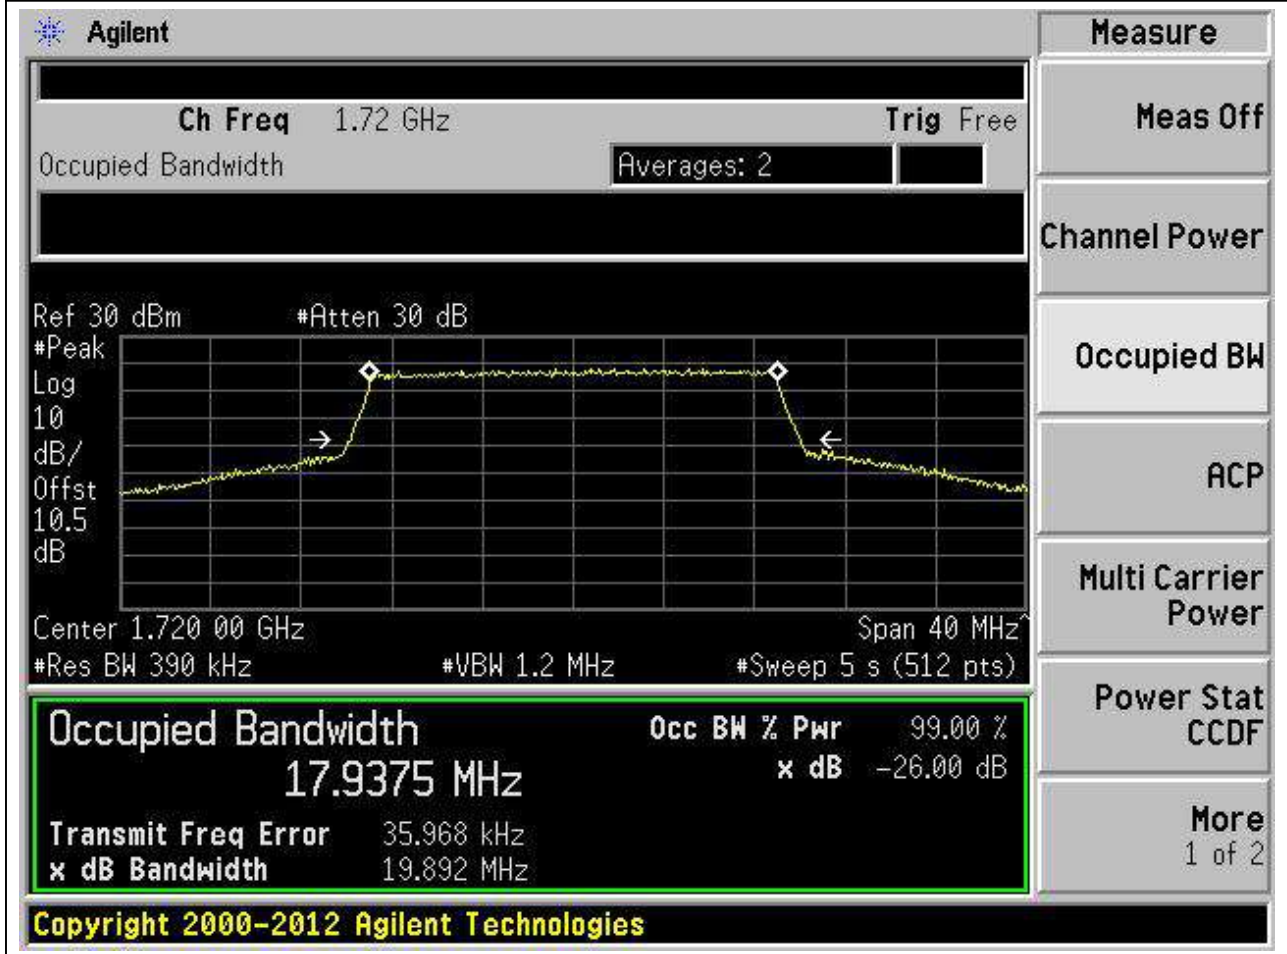 Agilent
Measure
Ch Freq 1.72 GHz Trig Free
Occupied Bandwidth Averages: 2
Meas Off
Channel Power
Occupied BW
ACP
Multi Carrier
Power
Power Stat
CCDF
More
1 of 2
Ref 30 dBm #Atten 30 dB
#Peak
Log
10
dB/
Offst
10.5
dB
Center 1.720 00 GHz Span 40 MHz^
#Res BW 390 kHz #VBW 1.2 MHz #Sweep 5 s (512 pts)
Occupied Bandwidth Occ BW % Pwr 99.00 %
17.9375 MHz x dB -26.00 dB
Transmit Freq Error 35.968 kHz
x dB Bandwidth 19.892 MHz
Copyright 2000-2012 Agilent Technologies